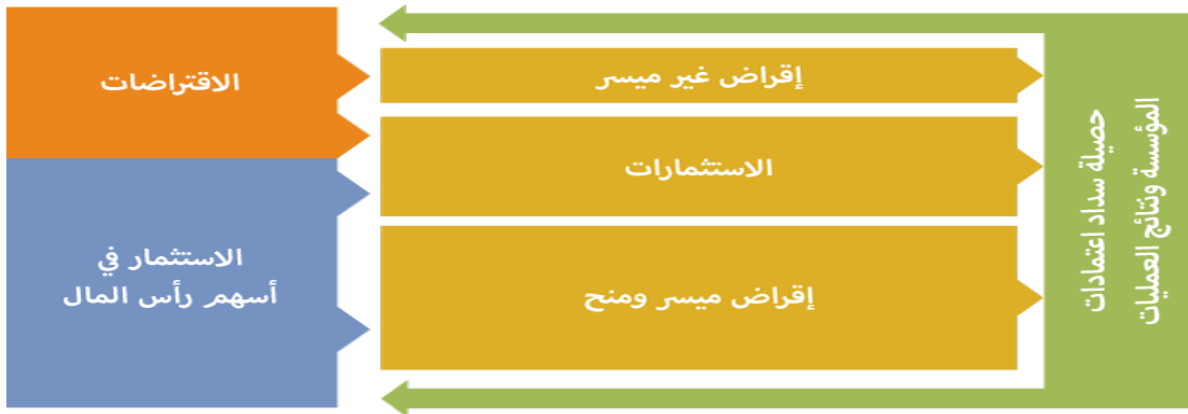 الاقتراضات
الاستثمار في
أسهم رأس المال
إقراض غير ميسر
الاستثمارات
إقراض ميسر ومنح
حصيلة سداد اعتمادات
المؤسسة ونتائج العمليات